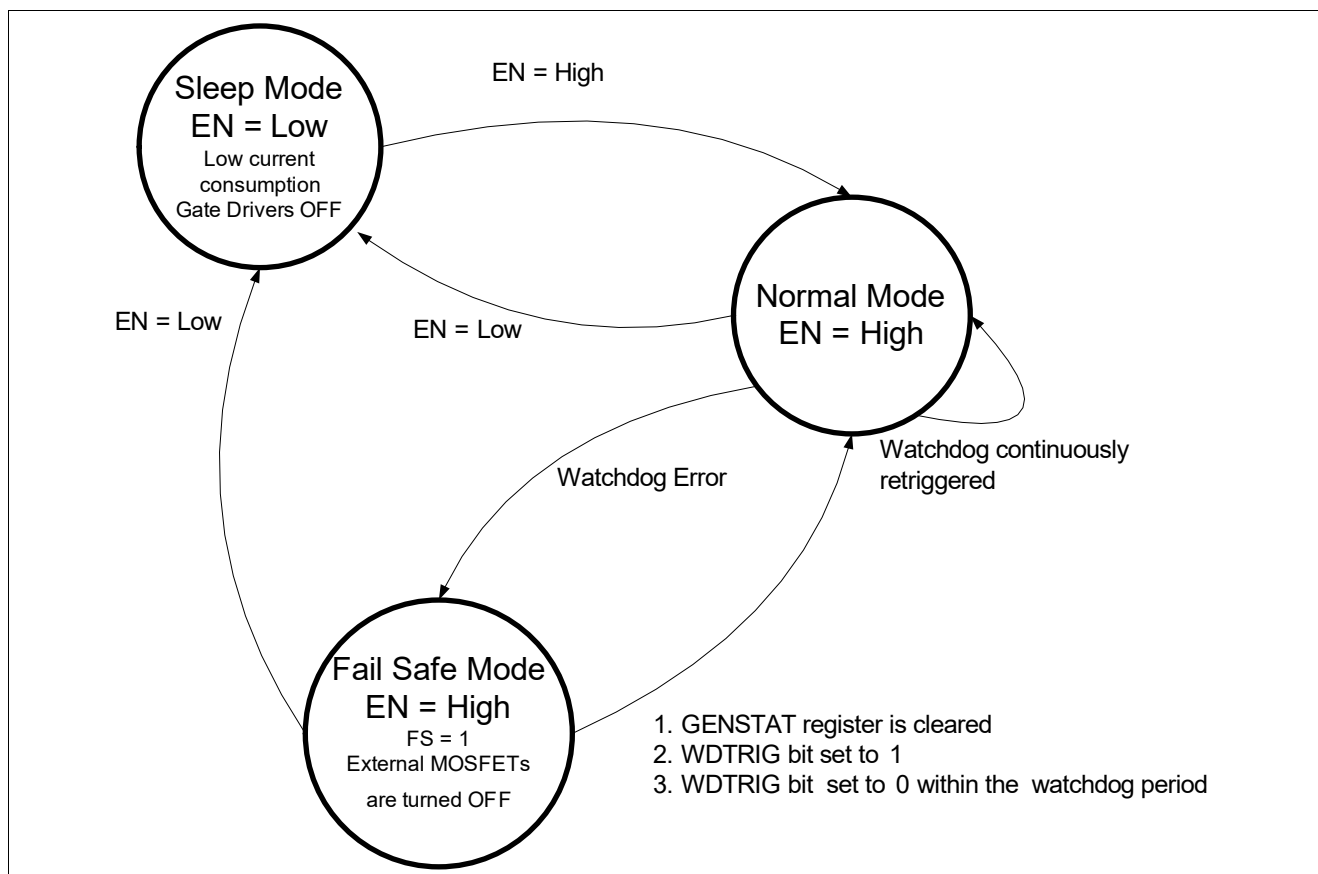 Sleep Mode
EN = Low
Low current
consumption
Gate Drivers OFF
EN = High
Normal Mode
EN = High
EN = Low
EN = Low
Watchdog continuously
retriggered
Watchdog Error
Fail Safe Mode
EN = High
FS = 1
External MOSFETs
are turned OFF
1. GENSTAT register is cleared
2. WDTRIG bit set to 1
3. WDTRIG bit set to 0 within the watchdog period